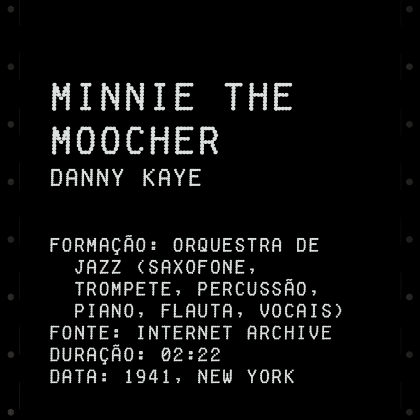 MINNIE THE
MOOCHER
DANNY KAYE
FORMAÇÃO: ORQUESTRA DE
JAZZ (SAXOFONE,
TROMPETE, PERCUSSÃO,
PIANO, FLAUTA, VOCAIS)
FONTE: INTERNET ARCHIVE
DURAÇÃO: 02:22
DATA: 1941, NEW YORK